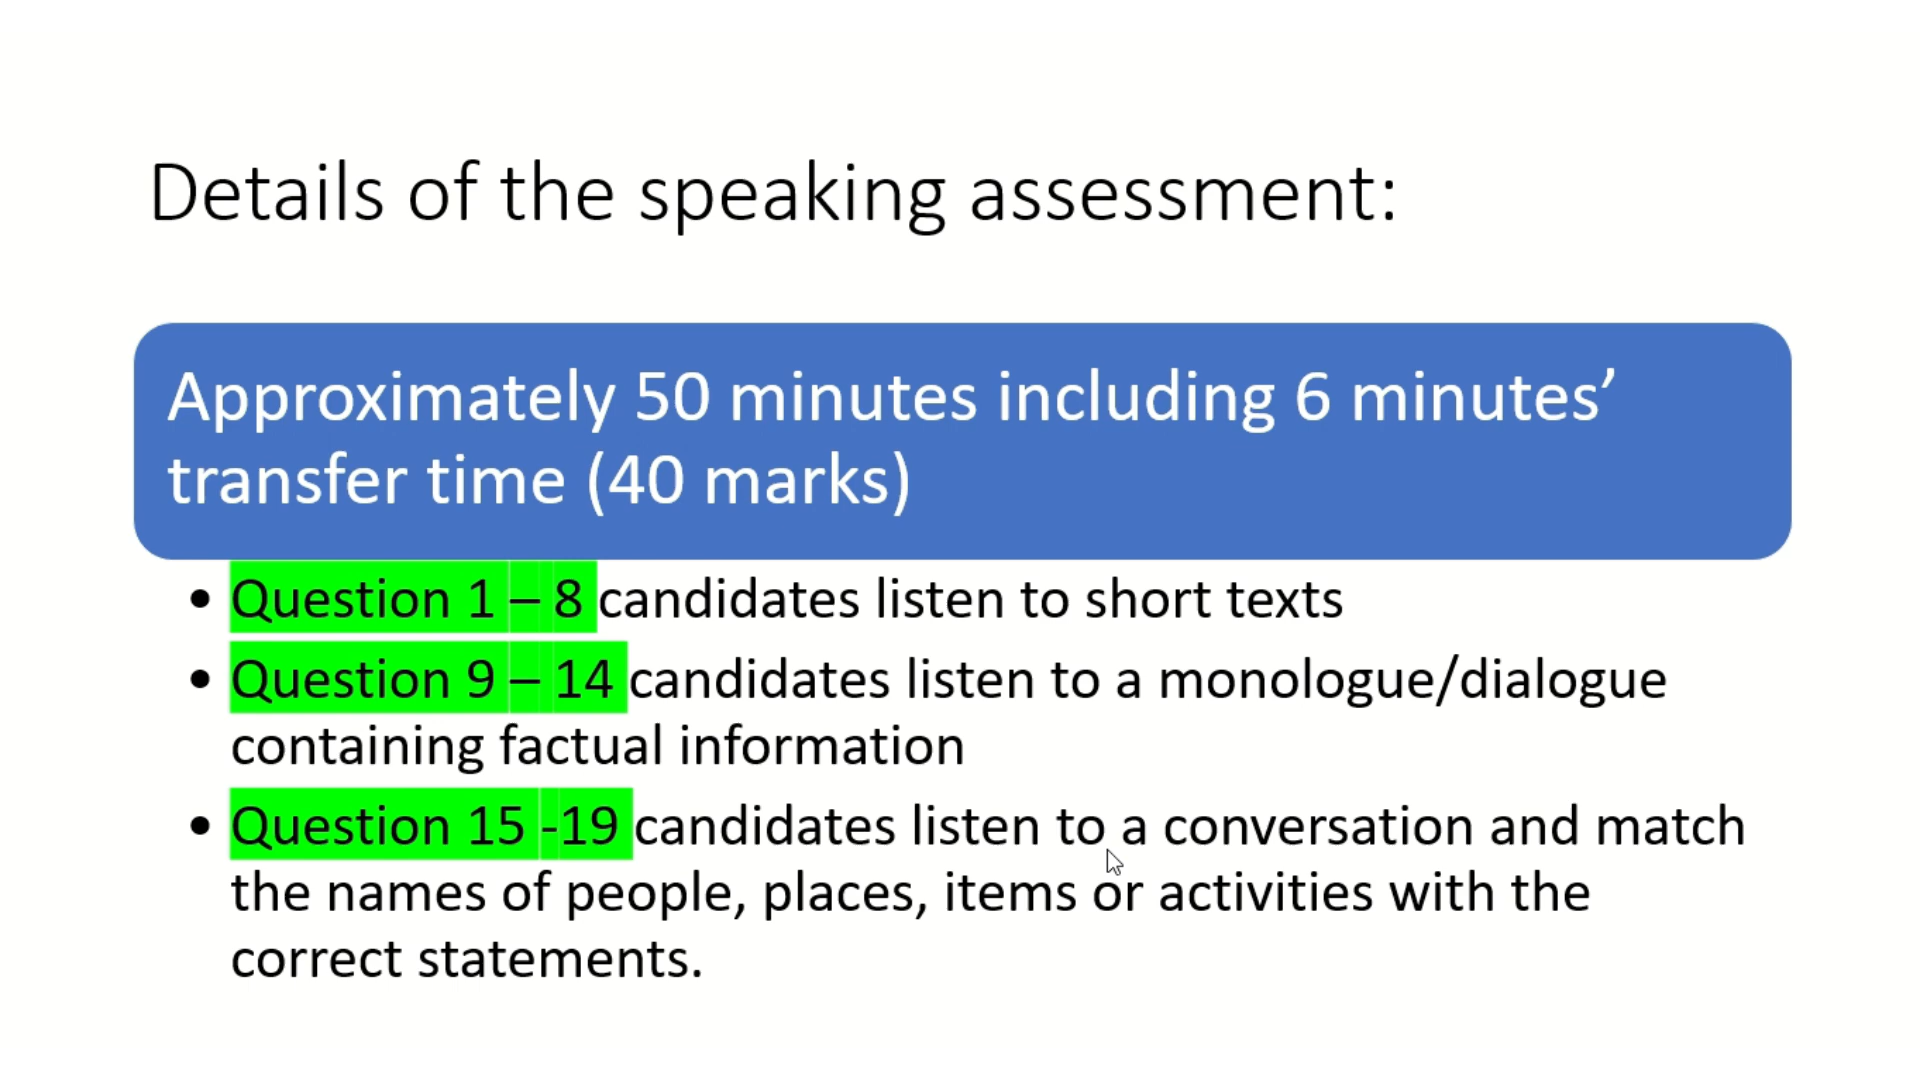 Details of the speaking assessment:
Approximately 50 minutes including 6 minutes’
transfer time (40 marks)
• Question 1 – 8 candidates listen to short texts
• Question 9 – 14 candidates listen to a monologue/dialogue
containing factual information
• Question 15 -19 candidates listen to a conversation and match
the names of people, places, items or activities with the
correct statements.